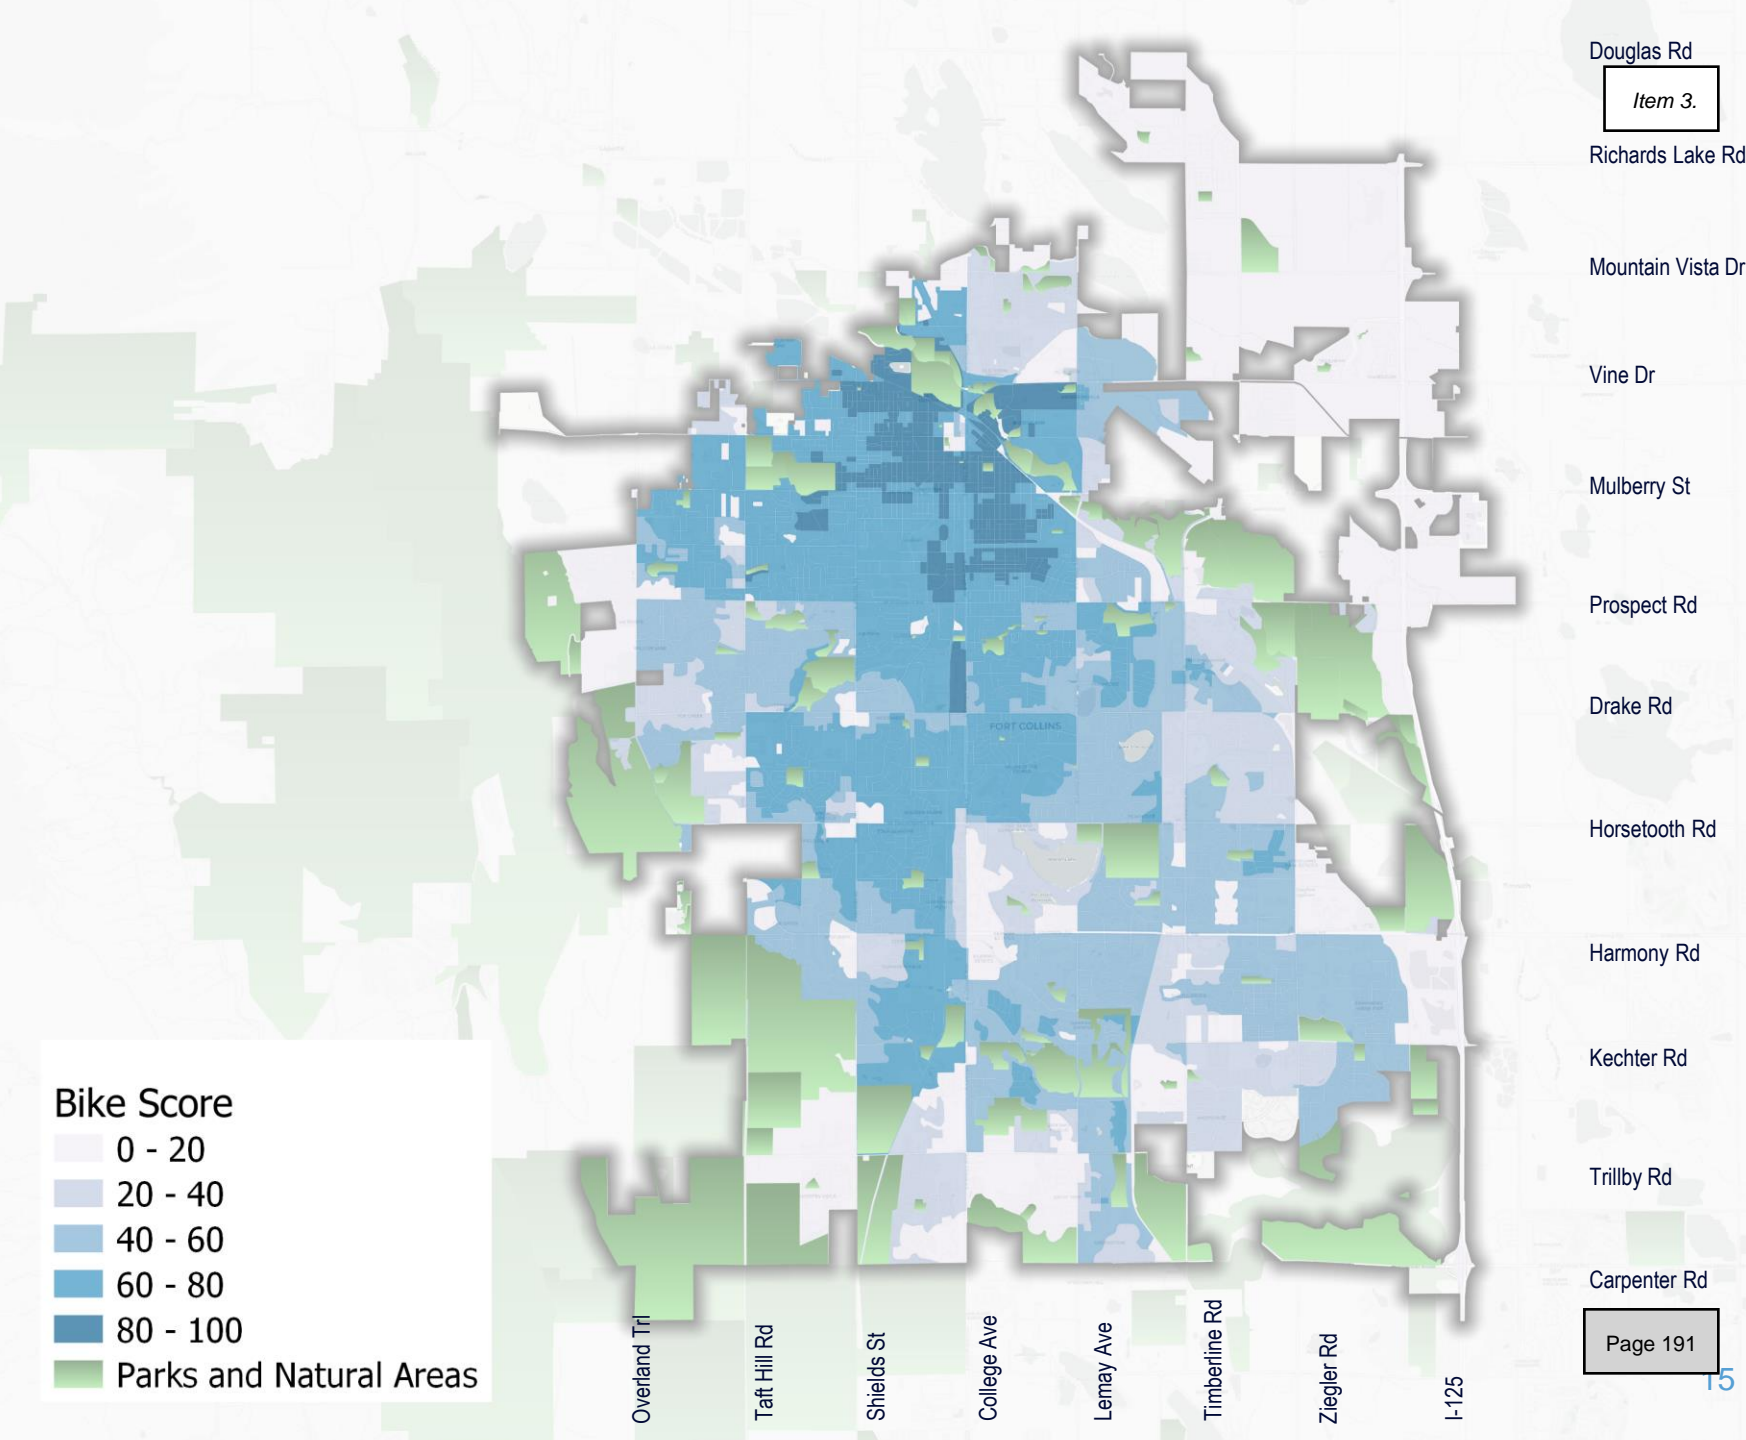 Douglas Rd
Item 3.
Richards Lake Rd
Mountain Vista Dr
Vine Dr
Mulberry St
Prospect Rd
Drake Rd
FORT COLLINS
Horsetooth Rd
Harmony Rd
Kechter Rd
Trillby Rd
Carpenter Rd
Bike Score
0 - 20
20 - 40
40 - 60
60 - 80
80 - 100
Parks and Natural Areas
Overland Trl
Taft Hill Rd
Shields St
College Ave
Lemay Ave
Timberline Rd
Ziegler Rd
I-125
Page 191
15